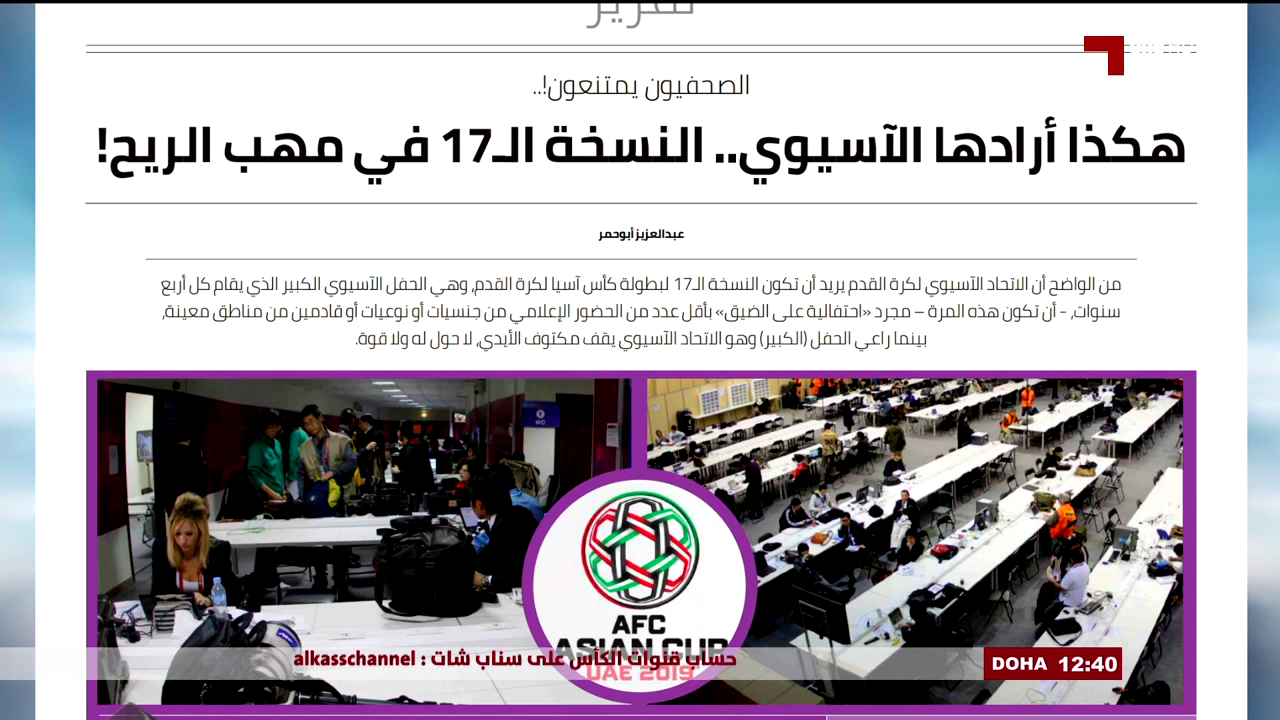 تقرير
الصحفيون يمتنعون!..
هكذا أرادها الآسيوي.. النسخة الـ17 في مهب الريح!
عبدالعزيز أبوحمر
من الواضح أن الاتحاد الآسيوي لكرة القدم يريد أن تكون النسخة الـ17 لبطولة كأس آسيا لكرة القدم، وهي الحفل الآسيوي الكبير الذي يقام كل أربع
سنوات، - أن تكون هذه المرة – مجرد «احتفالية على الضيق» بأقل عدد من الحضور الإعلامي من جنسيات أو نوعيات أو قادمين من مناطق معينة،
بينما راعي الحفل (الكبير) وهو الاتحاد الآسيوي يقف مكتوف الأيدي، لا حول له ولا قوة.
WC
AFC
ASIAN CUP
UAE 2019
حساب قنوات الكأس على سناب شات : alkasschannel
DOHA 12:40